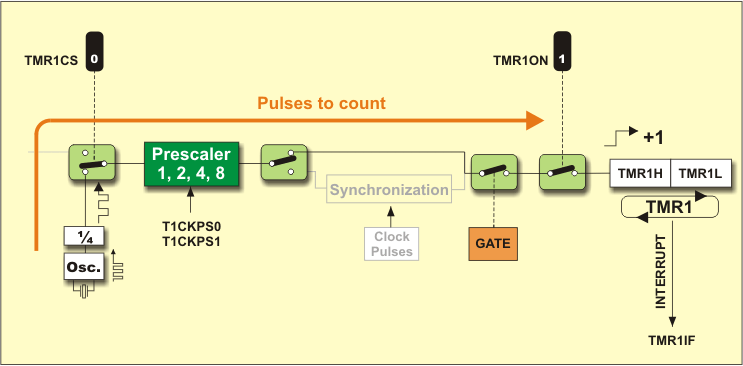 TMR1CS
0
TMR1ON
1
Pulses to count
+1
Prescaler
1, 2, 4, 8
T1CKPS0
T1CKPS1
Synchronization
Clock
Pulses
GATE
TMR1H
TMR1L
TMR1
¼
Osc.
INTERRUPT
TMR1IF